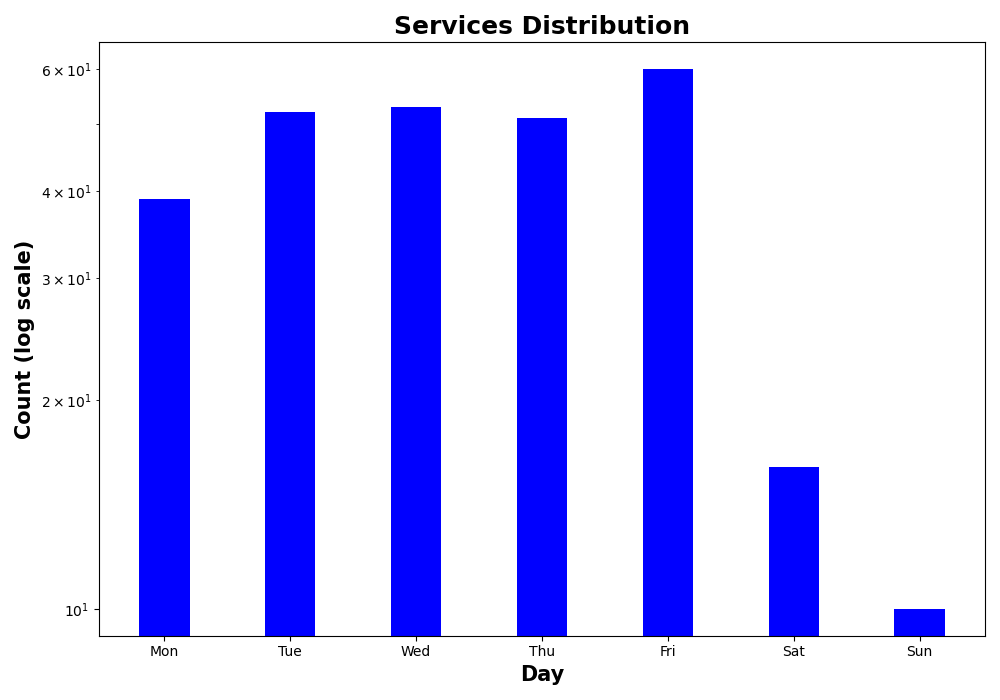 Services Distribution
Count (log scale)
6 × 10¹
4 × 10¹
3 × 10¹
2 × 10¹
10¹
Mon Tue Wed Thu Fri Sat Sun
Day